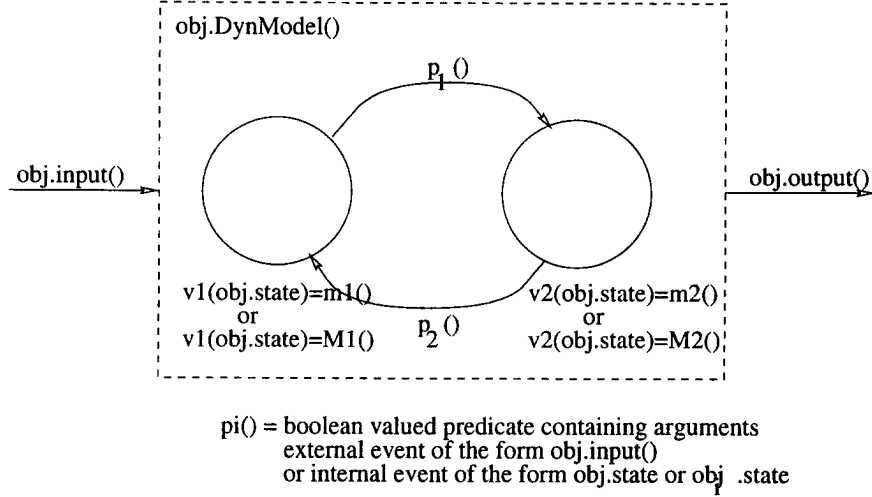 obj.DynModel()
p1 ()
obj.input()
obj.output()
v1(obj.state)=m1()
or
v1(obj.state)=M1()
p2 ()
v2(obj.state)=m2()
or
v2(obj.state)=M2()
pi() = boolean valued predicate containing arguments
external event of the form obj.input()
or internal event of the form obj.state or obji .state